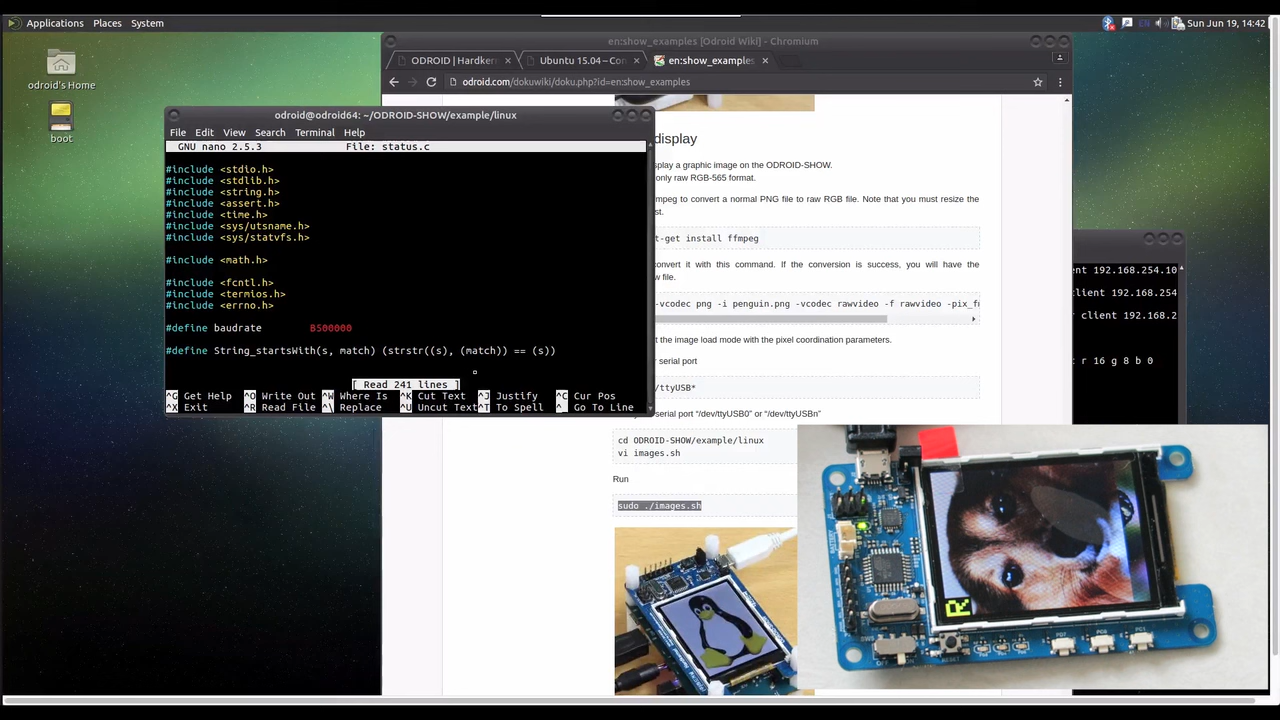 Applications Places System
EN
Sun Jun 19, 14:42
odroid's Home
boot
en:show_examples [Odroid Wiki] - Chromium
ODROID | Hardkern ×
Ubuntu 15.04 – Con ×
en:show_examples ×
odroid.com/dokuwiki/doku.php?id=en:show_examples
odroid@odroid64: ~/ODROID-SHOW/example/linux
File Edit View Search Terminal Help
GNU nano 2.5.3 File: status.c
#include <stdio.h>
#include <stdlib.h>
#include <string.h>
#include <assert.h>
#include <time.h>
#include <sys/utsname.h>
#include <sys/statvfs.h>
#include <math.h>
#include <fcntl.h>
#include <termios.h>
#include <errno.h>
#define baudrate B500000
#define String_startsWith(s, match) (strstr((s), (match)) == (s))
[ Read 241 lines ]
^G Get Help ^O Write Out ^W Where Is ^K Cut Text ^J Justify ^C Cur Pos
^X Exit ^R Read File ^\ Replace ^U Uncut Text ^T To Spell ^_ Go To Line
display
splay a graphic image on the ODROID-SHOW.
only raw RGB-565 format.
mpeg to convert a normal PNG file to raw RGB file. Note that you must resize the
st.
t-get install ffmpeg
convert it with this command. If the conversion is success, you will have the
w file.
-vcodec png -i penguin.png -vcodec rawvideo -f rawvideo -pix_f
t the image load mode with the pixel coordination parameters.
r serial port
/ttyUSB*
serial port “/dev/ttyUSB0” or “/dev/ttyUSBn”
cd ODROID-SHOW/example/linux
vi images.sh
Run
sudo ./images.sh
ent 192.168.254.10
ent 192.168.254
r client 192.168.2
t r 16 g 8 b 0
BATTERY
SW5
OFF
RESET
R